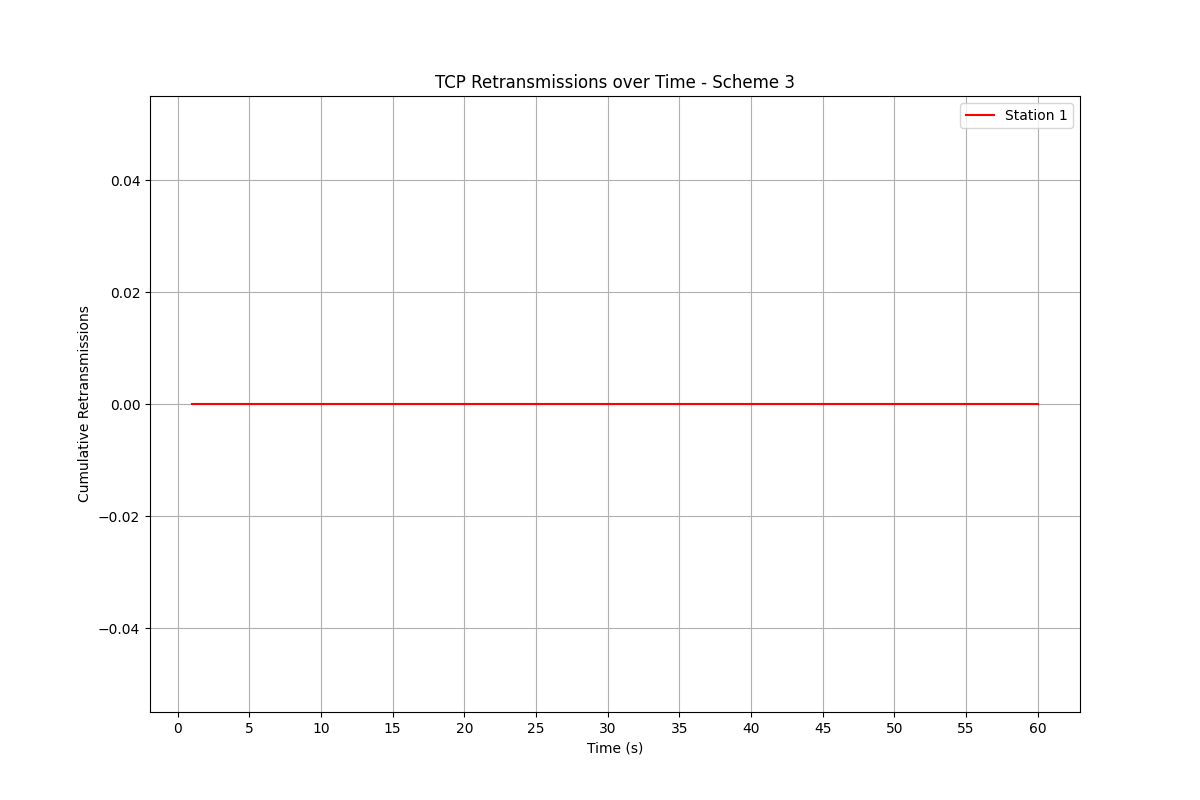 TCP Retransmissions over Time - Scheme 3
Station 1
Cumulative Retransmissions
0.04
0.02
0.00
−0.02
−0.04
0 5 10 15 20 25 30 35 40 45 50 55 60
Time (s)